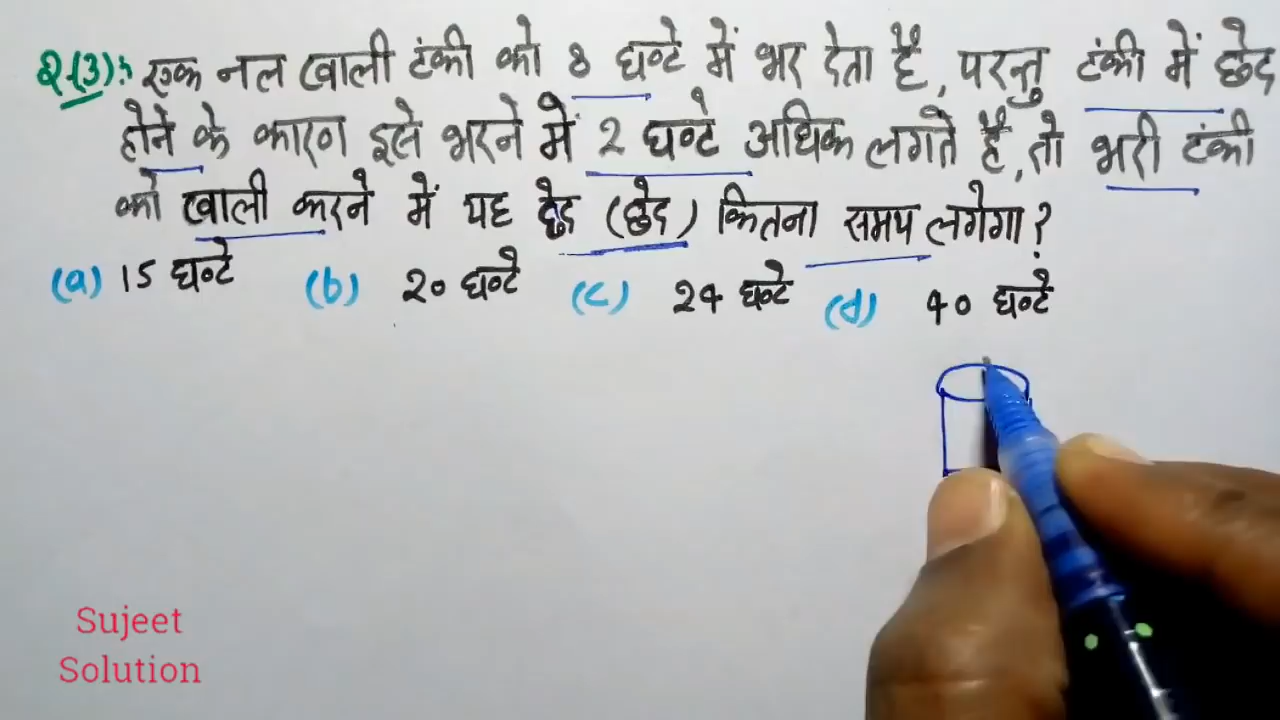 Q.(3):- एक नल खाली टंकी को 8 घण्टे में भर देता है, परन्तु टंकी में छेद
होने के कारण इसे भरने में 2 घण्टे अधिक लगते हैं, तो भरी टंकी
को खाली करने में यह छेद (छेद) कितना समय लगेगा?
(a) 15 घण्टे (b) 20 घण्टे (c) 24 घण्टे (d) 40 घण्टे
Sujeet
Solution